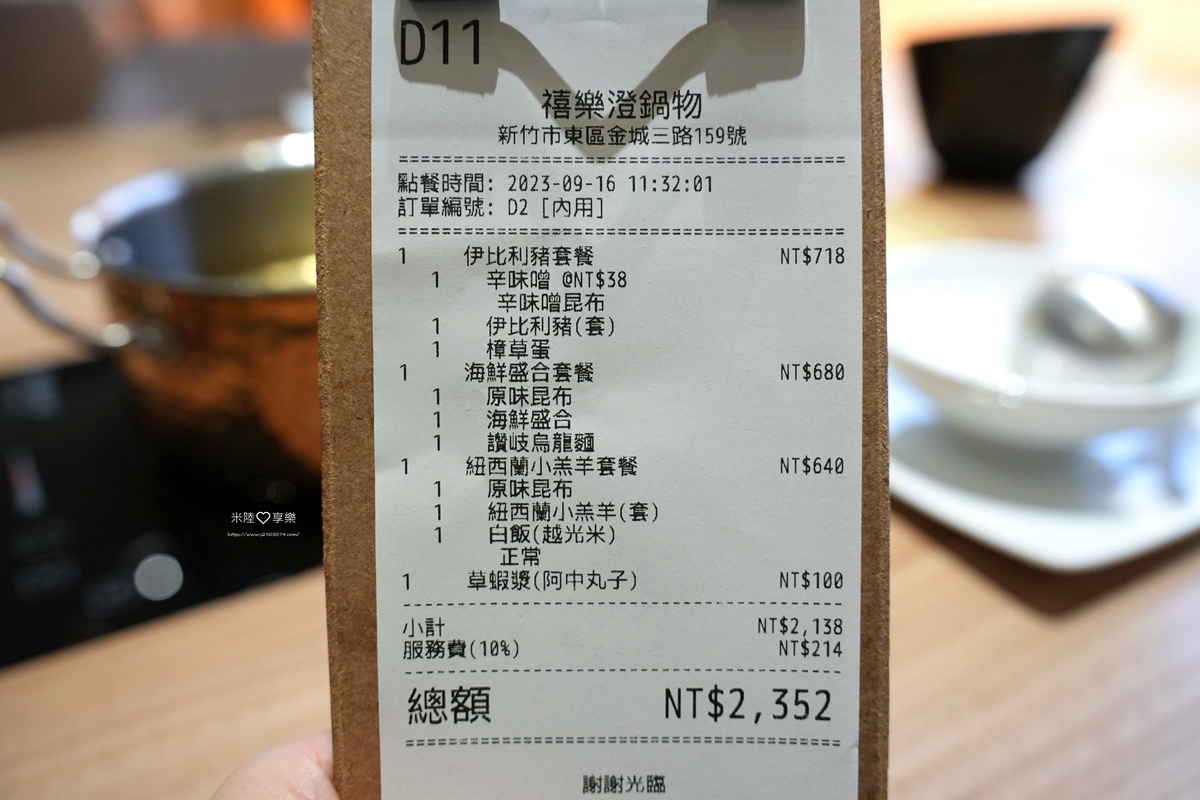 D11
禧樂澄鍋物
新竹市東區金城三路159號
點餐時間: 2023-09-16 11:32:01
訂單編號: D2 [內用]
1 伊比利豬套餐 NT$718
1 辛味噌 @NT$38
辛味噌昆布
1 伊比利豬(套)
1 樟草蛋
1 海鮮盛合套餐 NT$680
1 原味昆布
1 海鮮盛合
1 讚岐烏龍麵
1 紐西蘭小羔羊套餐 NT$640
1 原味昆布
1 紐西蘭小羔羊(套)
1 白飯(越光米)
正常
1 草蝦漿(阿中丸子) NT$100
小計 NT$2,138
服務費(10%) NT$214
總額 NT$2,352
謝謝光臨
米陸♡享樂